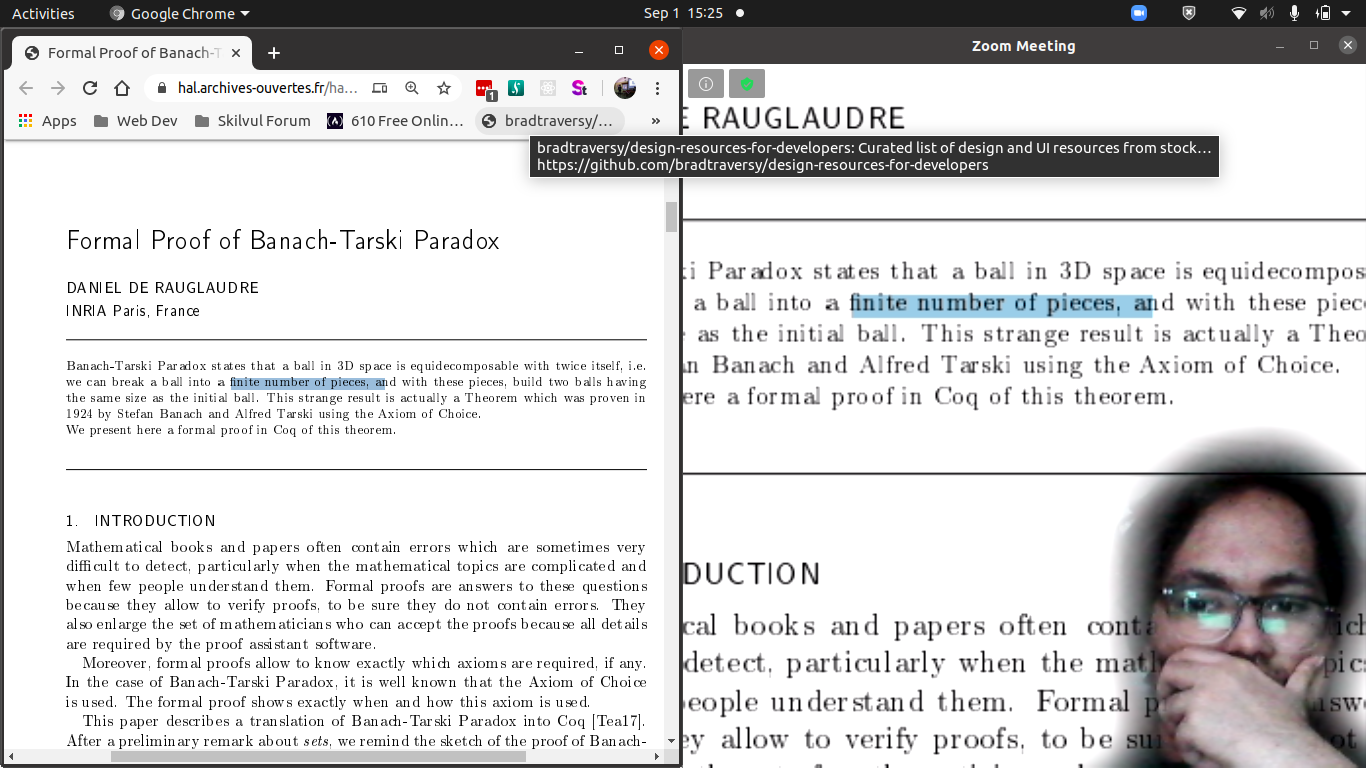 Activities Google Chrome Sep 1 15:25
Formal Proof of Banach-T
Zoom Meeting
hal.archives-ouvertes.fr/ha…
1
St
Apps Web Dev Skilvul Forum 610 Free Onlin… bradtraversy/… »
bradtraversy/design-resources-for-developers: Curated list of design and UI resources from stock…
https://github.com/bradtraversy/design-resources-for-developers
Formal Proof of Banach-Tarski Paradox
DANIEL DE RAUGLAUDRE
INRIA Paris, France
Banach-Tarski Paradox states that a ball in 3D space is equidecomposable with twice itself, i.e.
we can break a ball into a finite number of pieces, and with these pieces, build two balls having
the same size as the initial ball. This strange result is actually a Theorem which was proven in
1924 by Stefan Banach and Alfred Tarski using the Axiom of Choice.
We present here a formal proof in Coq of this theorem.
1. INTRODUCTION
Mathematical books and papers often contain errors which are sometimes very
difficult to detect, particularly when the mathematical topics are complicated and
when few people understand them. Formal proofs are answers to these questions
because they allow to verify proofs, to be sure they do not contain errors. They
also enlarge the set of mathematicians who can accept the proofs because all details
are required by the proof assistant software.
Moreover, formal proofs allow to know exactly which axioms are required, if any.
In the case of Banach-Tarski Paradox, it is well known that the Axiom of Choice
is used. The formal proof shows exactly when and how this axiom is used.
This paper describes a translation of Banach-Tarski Paradox into Coq [Tea17].
After a preliminary remark about sets, we remind the sketch of the proof of Banach-
E RAUGLAUDRE
ki Paradox states that a ball in 3D space is equidecompos
a ball into a finite number of pieces, and with these piec
as the initial ball. This strange result is actually a Theo
n Banach and Alfred Tarski using the Axiom of Choice.
ere a formal proof in Coq of this theorem.
DUCTION
cal books and papers often conta ich
detect, particularly when the math pics
eople understand them. Formal p nsw
ey allow to verify proofs, to be su not